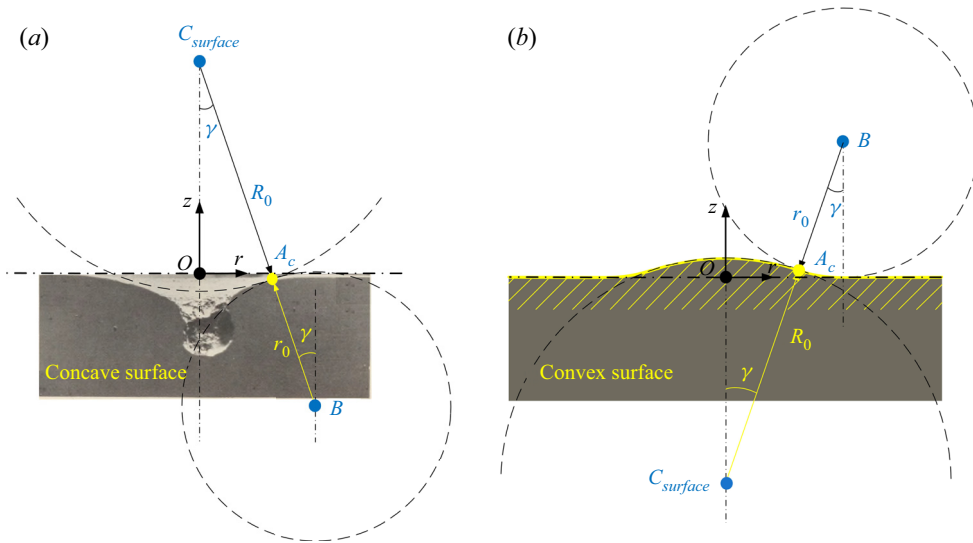 (a)
C_surface
γ
R_0
z
A_c
O
r
r_0
γ
Concave surface
B
(b)
B
r_0
γ
z
A_c
O
r
R_0
Convex surface
γ
C_surface